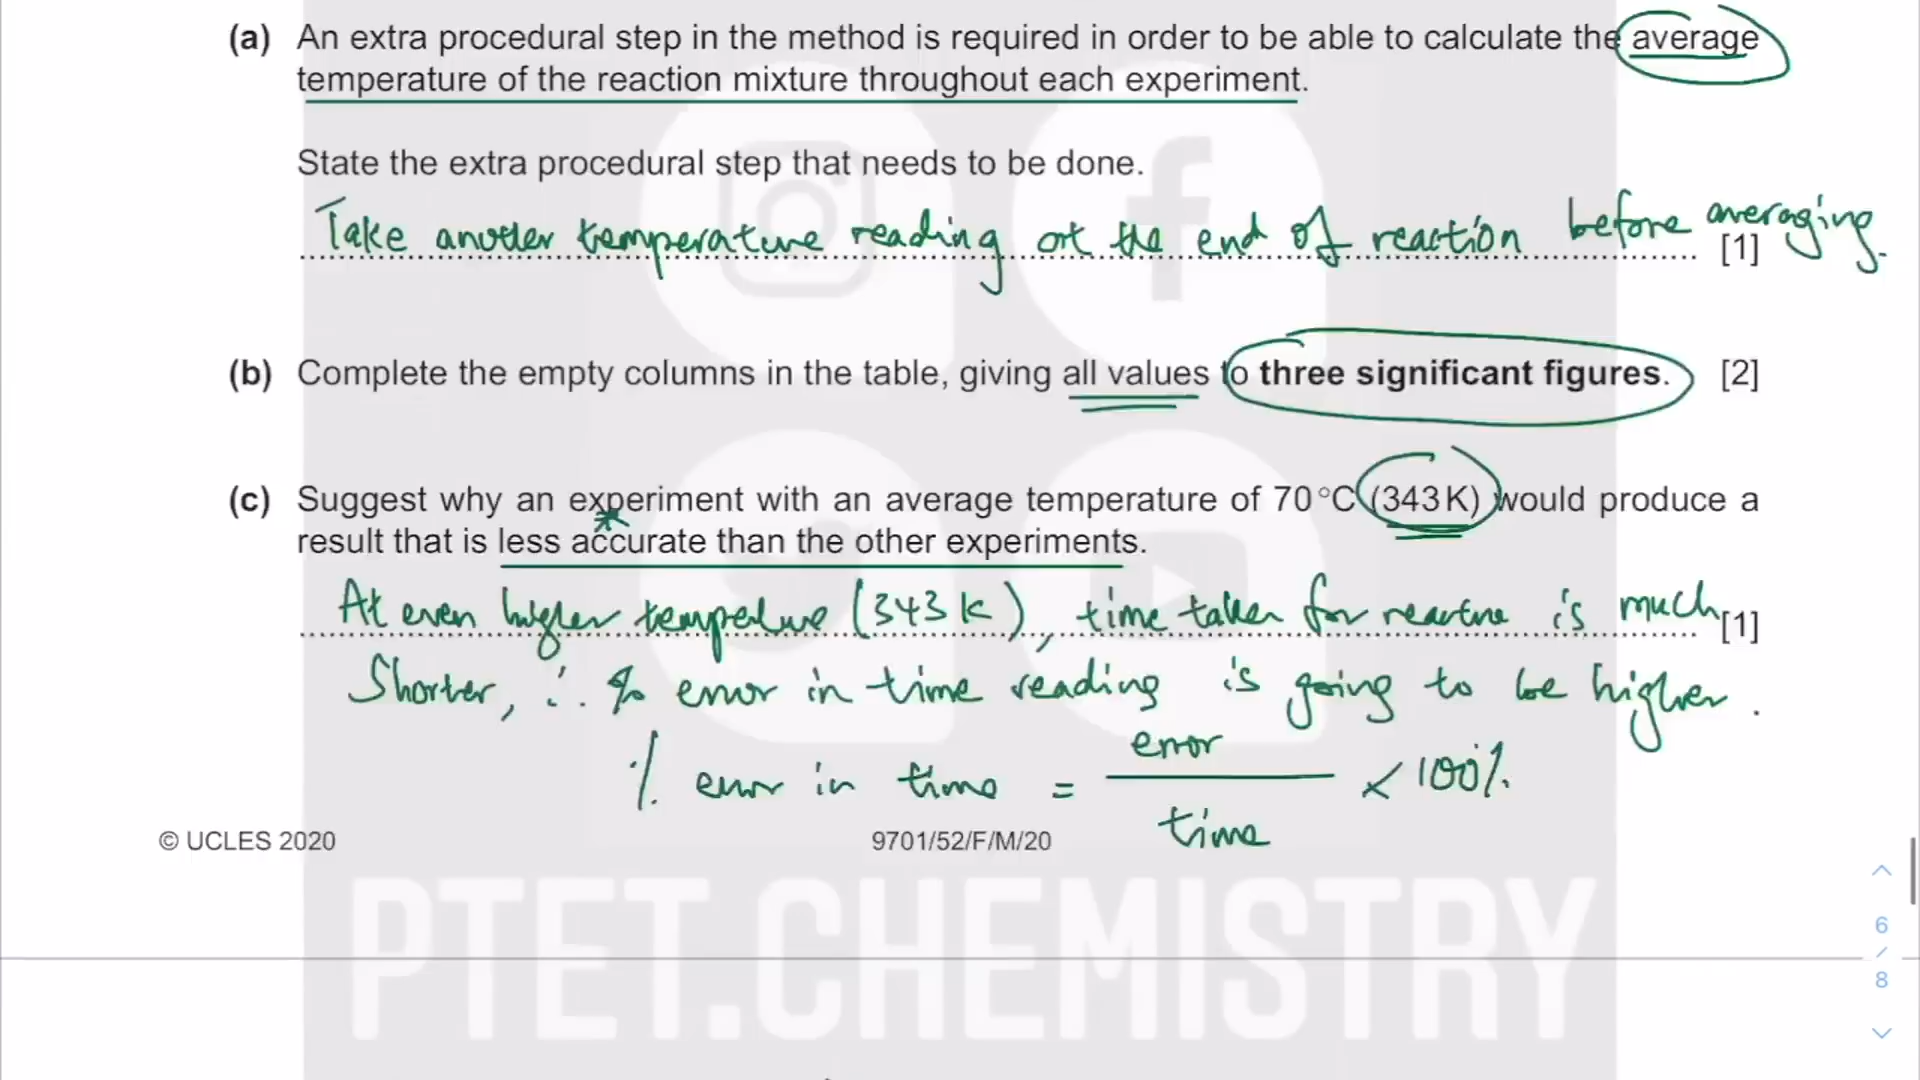 (a) An extra procedural step in the method is required in order to be able to calculate the average
temperature of the reaction mixture throughout each experiment.
State the extra procedural step that needs to be done.
Take another temperature reading at the end of reaction before averaging.
[1]
(b) Complete the empty columns in the table, giving all values to three significant figures. [2]
(c) Suggest why an experiment with an average temperature of 70 °C (343 K) would produce a
result that is less accurate than the other experiments.
At even higher temperature (343 K), time taken for reaction is much
[1]
Shorter, ∴ % error in time reading is going to be higher.
% error in time = error / time × 100%
© UCLES 2020 9701/52/F/M/20
PTET.CHEMISTRY
6
/
8